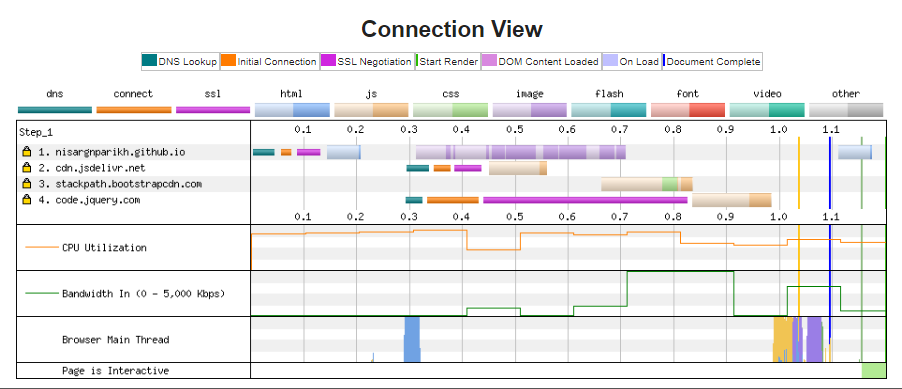 Connection View
DNS Lookup Initial Connection SSL Negotiation Start Render DOM Content Loaded On Load Document Complete
dns connect ssl html js css image flash font video other
Step_1 0.1 0.2 0.3 0.4 0.5 0.6 0.7 0.8 0.9 1.0 1.1
1. nisargnparikh.github.io
2. cdn.jsdelivr.net
3. stackpath.bootstrapcdn.com
4. code.jquery.com
0.1 0.2 0.3 0.4 0.5 0.6 0.7 0.8 0.9 1.0 1.1
CPU Utilization
Bandwidth In (0 - 5,000 Kbps)
Browser Main Thread
Page is Interactive